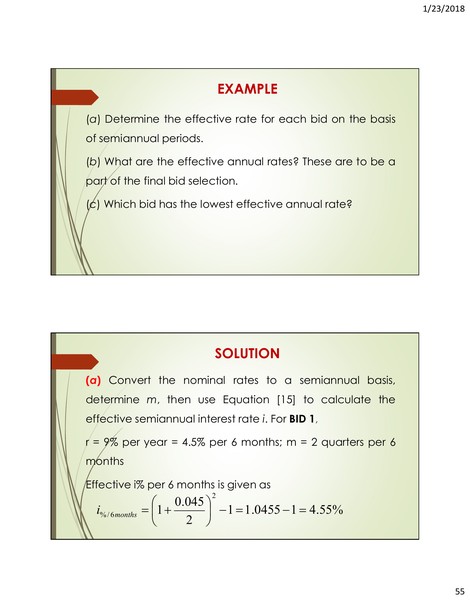 1/23/2018
EXAMPLE
(a) Determine the effective rate for each bid on the basis
of semiannual periods.
(b) What are the effective annual rates? These are to be a
part of the final bid selection.
(c) Which bid has the lowest effective annual rate?
SOLUTION
(a) Convert the nominal rates to a semiannual basis,
determine m, then use Equation [15] to calculate the
effective semiannual interest rate i. For BID 1,
r = 9% per year = 4.5% per 6 months; m = 2 quarters per 6
months
Effective i% per 6 months is given as
i%/6months = (1 + 0.045/2)^2 − 1 = 1.0455 − 1 = 4.55%
55